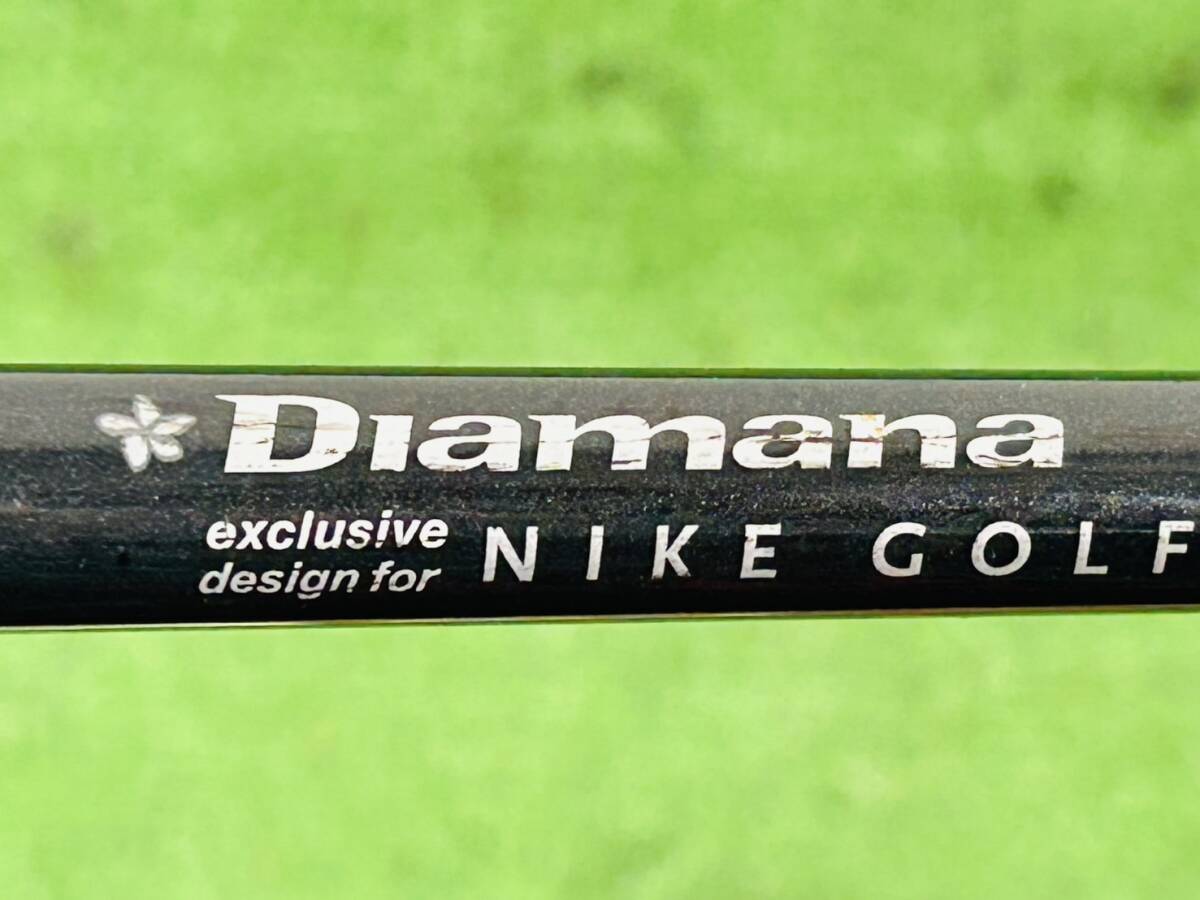 Diamana
exclusive
design for NIKE GOLF